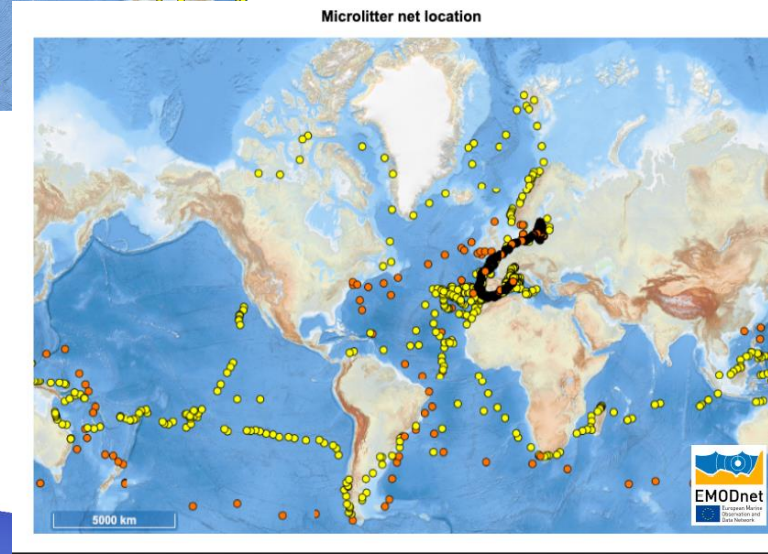 Microlitter net location
5000 km
EMODnet
European Marine
Observation and
Data Network